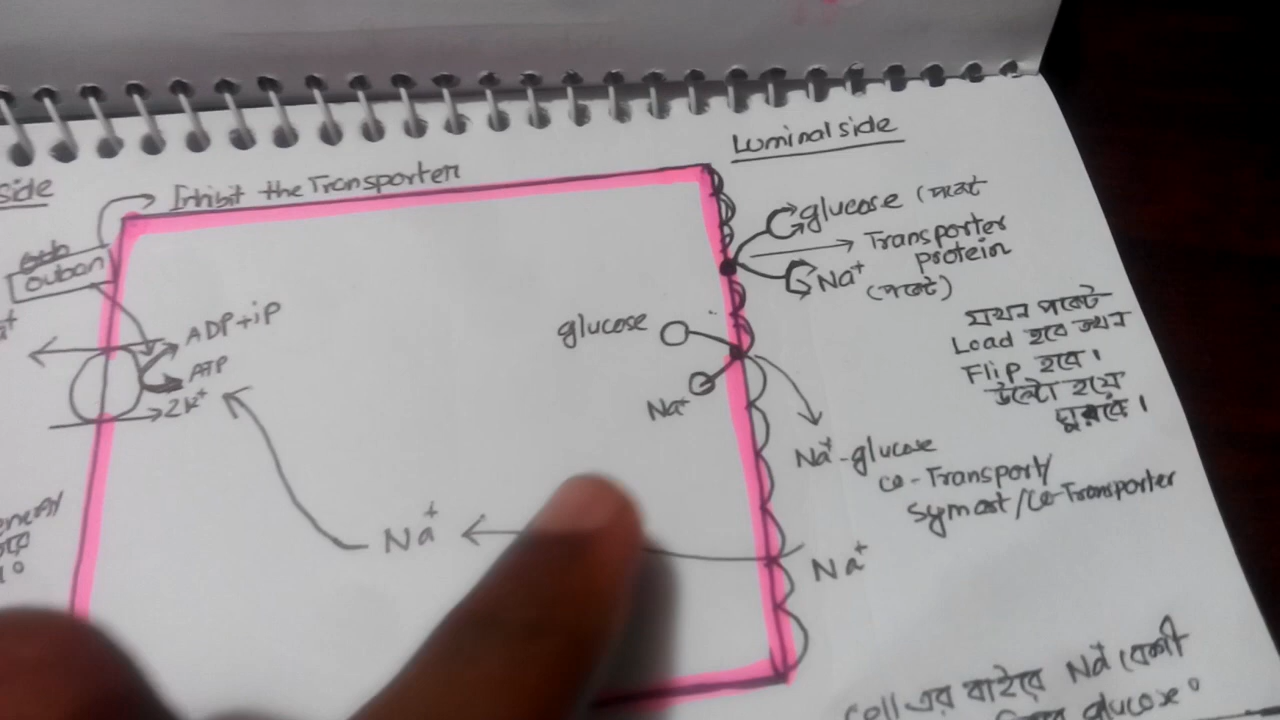 Luminal side
side
Inhibit the Transporter
glucose (পকেট
Transporter
protein
ouban
Na⁺
(পকেট)
ADP+iP
glucose
যখন পকেটে
Load হবে তখন
Flip হবে।
উল্টো হয়ে
ঘুরবে।
ATP
2K⁺
Na⁺
Na⁺-glucose
co-Transport/
Symort/Co-Transporter
Na⁺
Na⁺
cell এর বাইরে Na⁺ বেশী
glucose